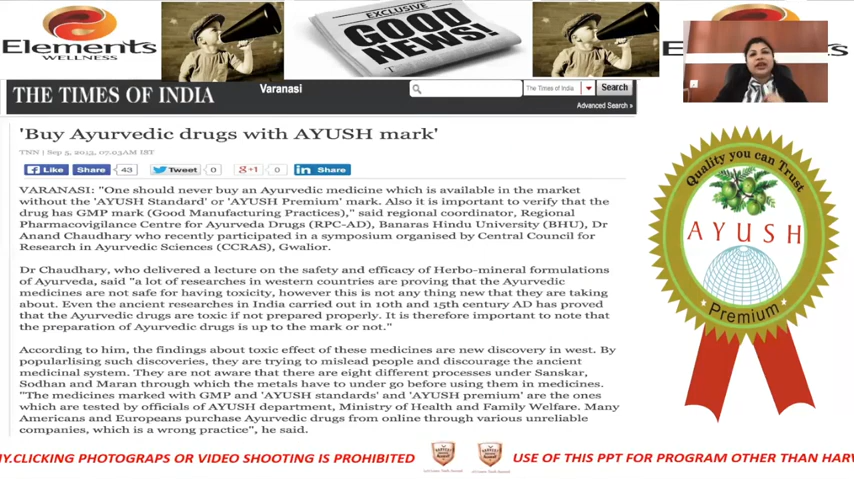 Elements
WELLNESS
EXCLUSIVE
GOOD
NEWS!
THE TIMES OF INDIA
Varanasi
The Times of India
Search
Advanced Search »
'Buy Ayurvedic drugs with AYUSH mark'
TNN | Sep 5, 2013, 07.03AM IST
Like
Share
43
Tweet
0
g+1
0
in Share
VARANASI: "One should never buy an Ayurvedic medicine which is available in the market
without the 'AYUSH Standard' or 'AYUSH Premium' mark. Also it is important to verify that the
drug has GMP mark (Good Manufacturing Practices)," said regional coordinator, Regional
Pharmacovigilance Centre for Ayurveda Drugs (RPC-AD), Banaras Hindu University (BHU), Dr
Anand Chaudhary who recently participated in a symposium organised by Central Council for
Research in Ayurvedic Sciences (CCRAS), Gwalior.
Dr Chaudhary, who delivered a lecture on the safety and efficacy of Herbo-mineral formulations
of Ayurveda, said "a lot of researches in western countries are proving that the Ayurvedic
medicines are not safe for having toxicity, however this is not any thing new that they are taking
about. Even the ancient researches in India carried out in 10th and 15th century AD has proved
that the Ayurvedic drugs are toxic if not prepared properly. It is therefore important to note that
the preparation of Ayurvedic drugs is up to the mark or not."
According to him, the findings about toxic effect of these medicines are new discovery in west. By
popularising such discoveries, they are trying to mislead people and discourage the ancient
medicinal system. They are not aware that there are eight different processes under Sanskar,
Sodhan and Maran through which the metals have to under go before using them in medicines.
"The medicines marked with GMP and 'AYUSH standards' and 'AYUSH premium' are the ones
which are tested by officials of AYUSH department, Ministry of Health and Family Welfare. Many
Americans and Europeans purchase Ayurvedic drugs from online through various unreliable
companies, which is a wrong practice", he said.
Quality you can Trust
AYUSH
Premium
NY.CLICKING PHOTOGRAPS OR VIDEO SHOOTING IS PROHIBITED
USE OF THIS PPT FOR PROGRAM OTHER THAN HARV